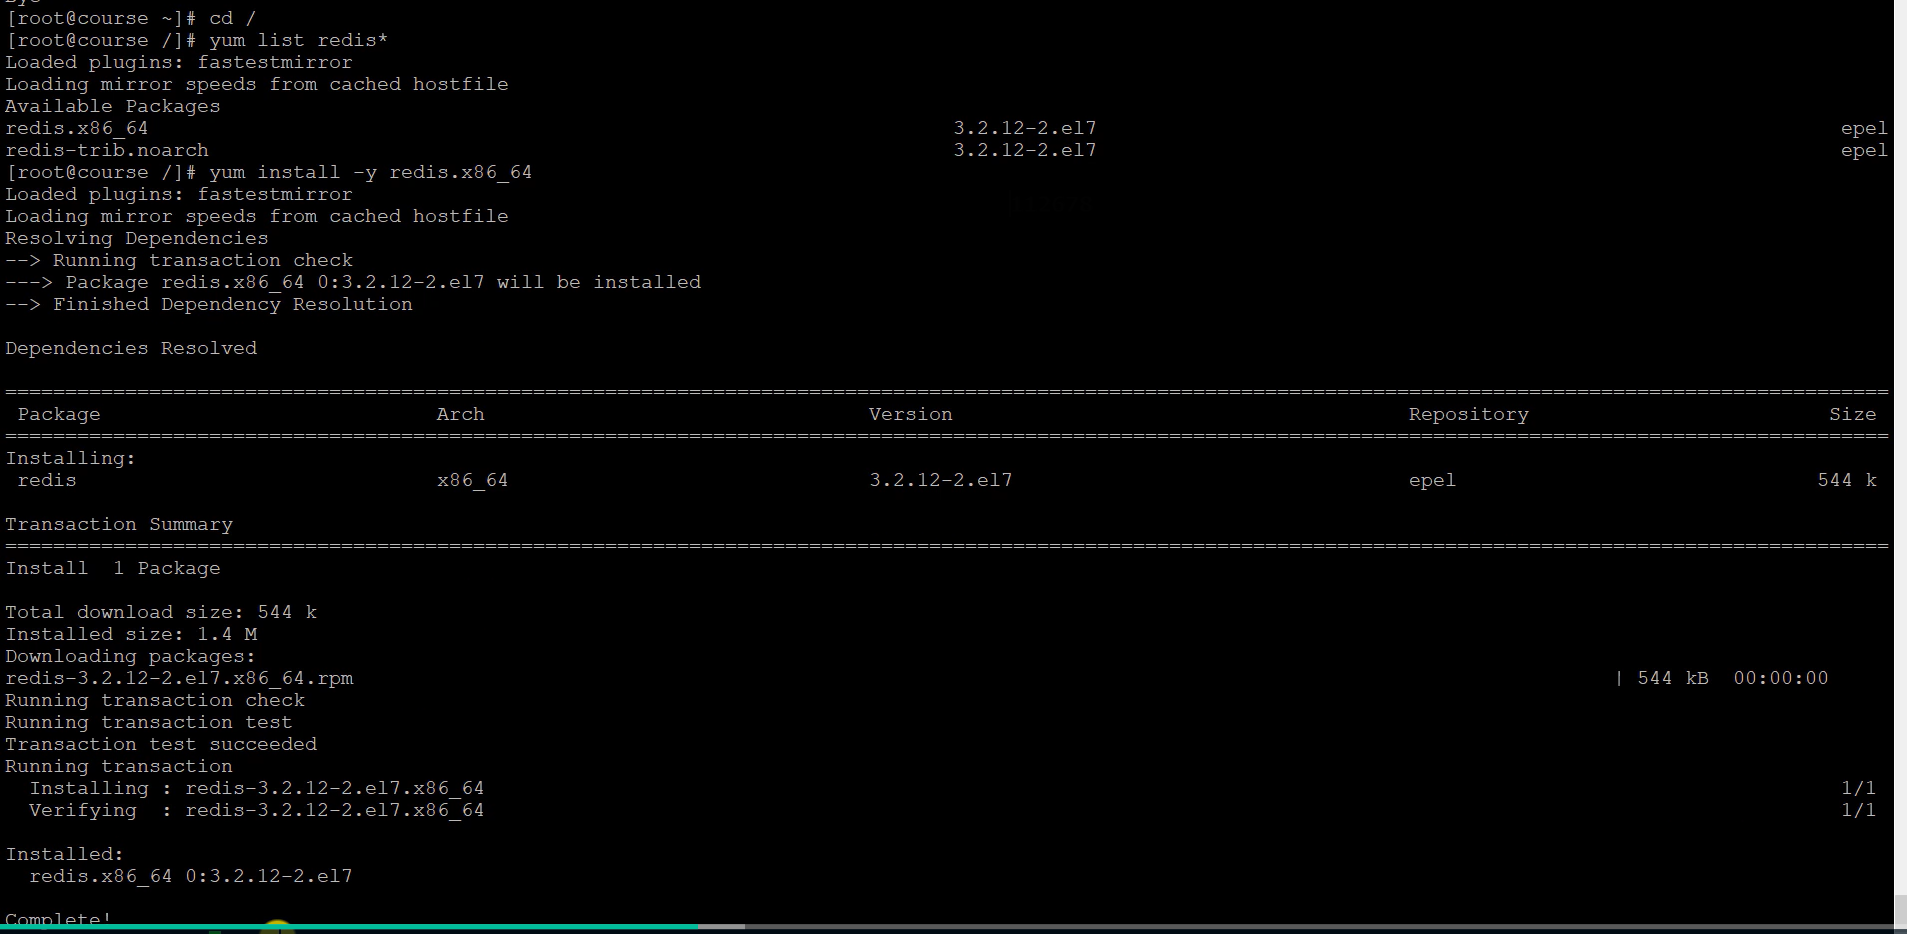 [root@course ~]# cd /
[root@course /]# yum list redis*
Loaded plugins: fastestmirror
Loading mirror speeds from cached hostfile
Available Packages
redis.x86_64 3.2.12-2.el7 epel
redis-trib.noarch 3.2.12-2.el7 epel
[root@course /]# yum install -y redis.x86_64
Loaded plugins: fastestmirror
Loading mirror speeds from cached hostfile
Resolving Dependencies
--> Running transaction check
---> Package redis.x86_64 0:3.2.12-2.el7 will be installed
--> Finished Dependency Resolution
Dependencies Resolved
Package Arch Version Repository Size
Installing:
redis x86_64 3.2.12-2.el7 epel 544 k
Transaction Summary
Install 1 Package
Total download size: 544 k
Installed size: 1.4 M
Downloading packages:
redis-3.2.12-2.el7.x86_64.rpm | 544 kB 00:00:00
Running transaction check
Running transaction test
Transaction test succeeded
Running transaction
Installing : redis-3.2.12-2.el7.x86_64 1/1
Verifying : redis-3.2.12-2.el7.x86_64 1/1
Installed:
redis.x86_64 0:3.2.12-2.el7
Complete!